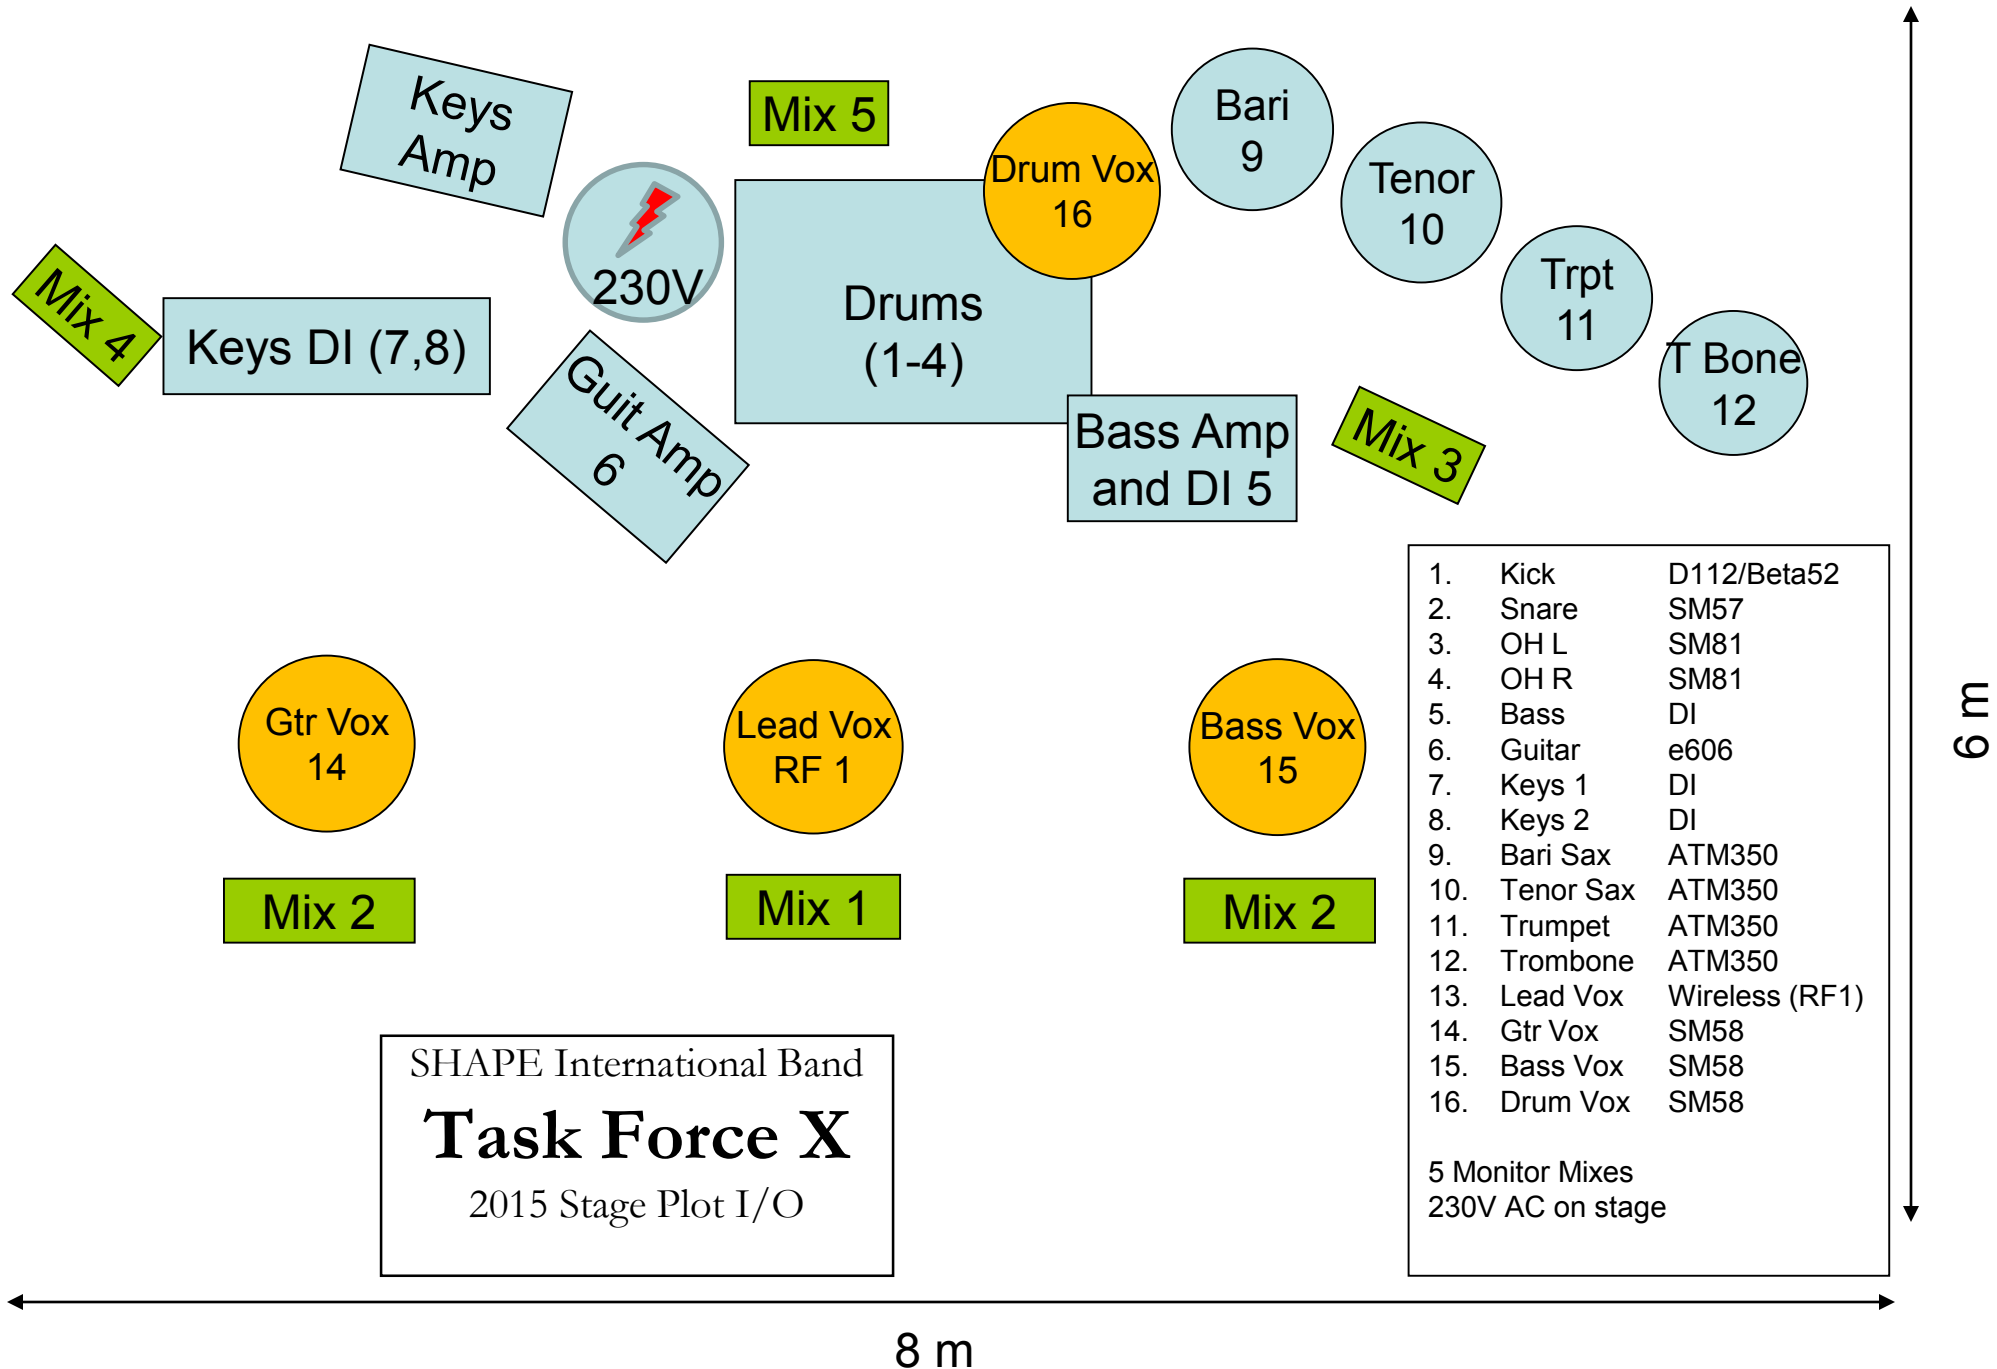 Keys
Amp
Mix 5
Drum Vox
16
Bari
9
Tenor
10
Trpt
11
T Bone
12
230V
Mix 4
Keys DI (7,8)
Guit Amp
6
Drums
(1-4)
Bass Amp
and DI 5
Mix 3
Gtr Vox
14
Lead Vox
RF 1
Bass Vox
15
Mix 2
Mix 1
Mix 2
1. Kick D112/Beta52
2. Snare SM57
3. OH L SM81
4. OH R SM81
5. Bass DI
6. Guitar e606
7. Keys 1 DI
8. Keys 2 DI
9. Bari Sax ATM350
10. Tenor Sax ATM350
11. Trumpet ATM350
12. Trombone ATM350
13. Lead Vox Wireless (RF1)
14. Gtr Vox SM58
15. Bass Vox SM58
16. Drum Vox SM58
5 Monitor Mixes
230V AC on stage
6 m
SHAPE International Band
Task Force X
2015 Stage Plot I/O
8 m